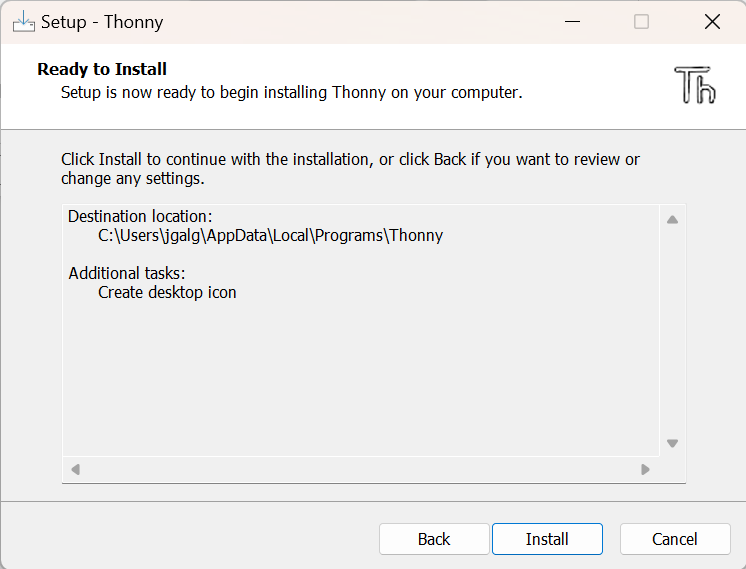 Setup - Thonny
Ready to Install
Setup is now ready to begin installing Thonny on your computer.
Th
Click Install to continue with the installation, or click Back if you want to review or
change any settings.
Destination location:
C:\Users\jgalg\AppData\Local\Programs\Thonny
Additional tasks:
Create desktop icon
Back
Install
Cancel